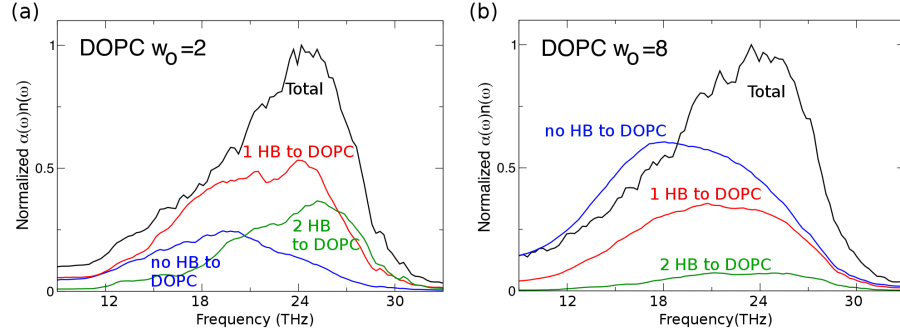 (a)
DOPC w₀=2
Total
1 HB to DOPC
2 HB
to DOPC
no HB to
DOPC
Normalized α(ω)n(ω)
1
0.5
0
12
18
24
30
Frequency(THz)
(b)
DOPC w₀=8
Total
no HB to DOPC
1 HB to DOPC
2 HB to DOPC
Normalized α(ω)n(ω)
1
0.5
0
12
18
24
30
Frequency (THz)